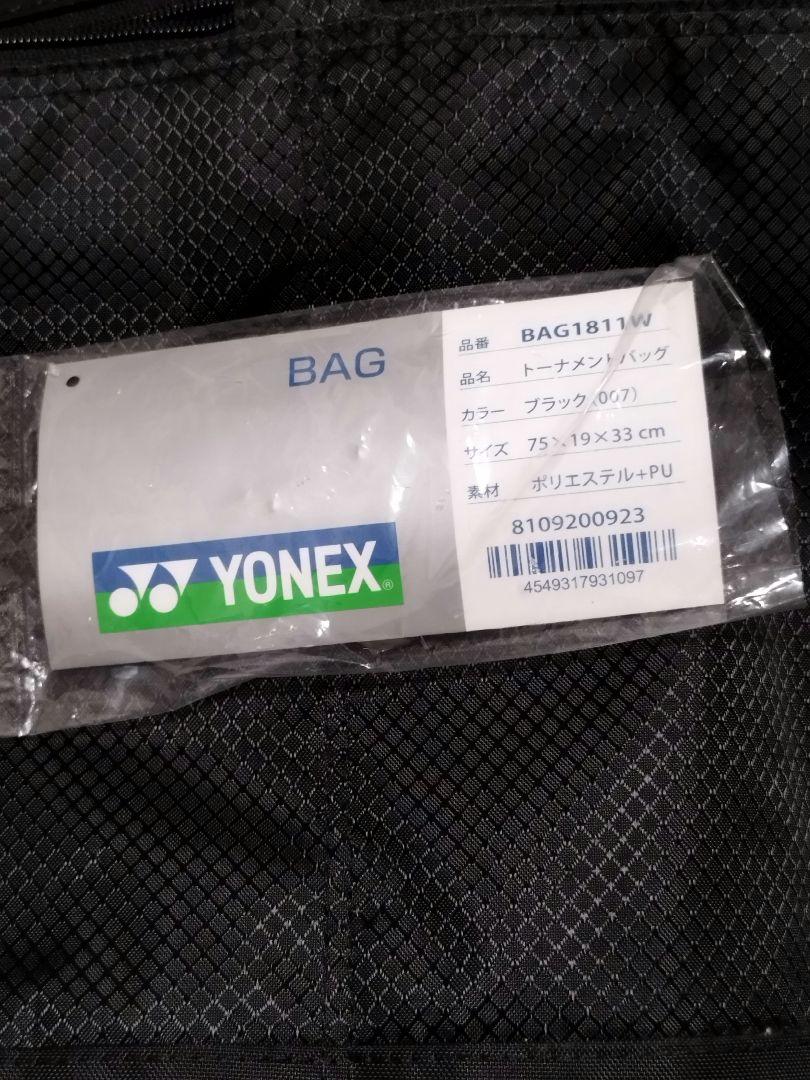 BAG
YONEX®
品番 BAG1811W
品名 トーナメントバッグ
カラー ブラック(007)
サイズ 75×19×33 cm
素材 ポリエステル+PU
8109200923
4549317931097